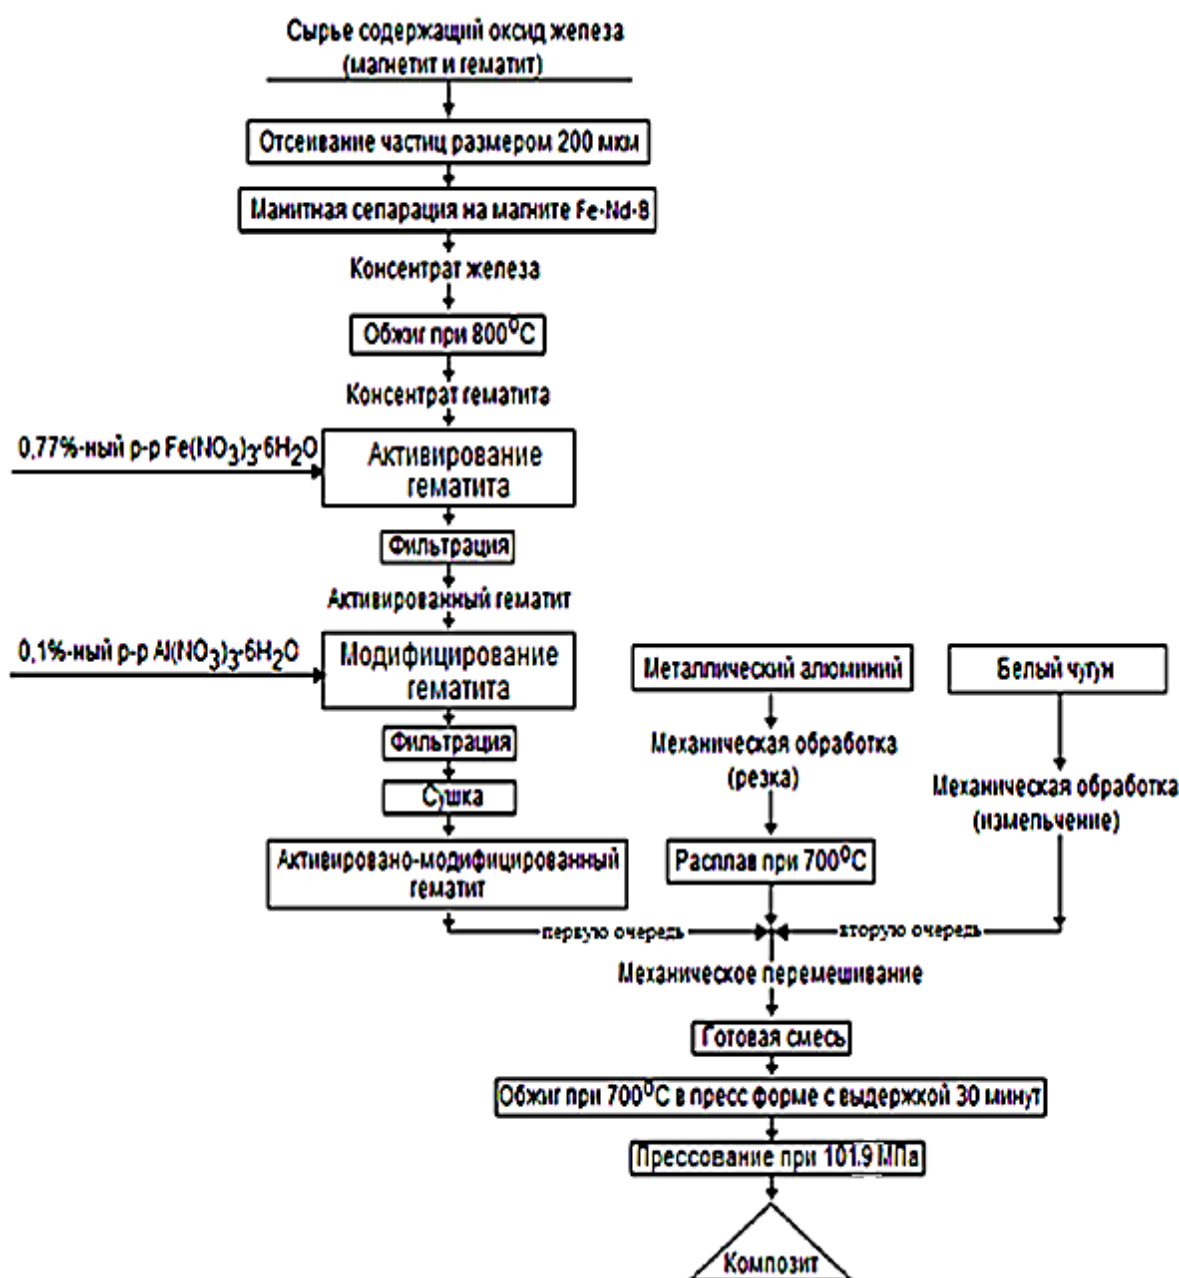 Сырье содержащий оксид железа
(магнетит и гематит)
Отсеивание частиц размером 200 мкм
Манитная сепарация на магните Fe-Nd-B
Консентрат железа
Обжиг при 800⁰С
Консентрат гематита
0,77%-ный р-р Fe(NO3)3·6H2O
Активирование
гематита
Фильтрация
Активированный гематит
0,1%-ный р-р Al(NO3)3·6H2O
Модифицирование
гематита
Фильтрация
Сушка
Активировано-модифицированный
гематит
Металлический алюминий
Механическая обработка
(резка)
Расплав при 700⁰С
Белый чугун
Механическая обработка
(измельчение)
первую очередь
вторую очередь
Механическое перемешивание
Готовая смесь
Обжиг при 700⁰С в пресс форме с выдержкой 30 минут
Прессование при 101.9 МПа
Композит